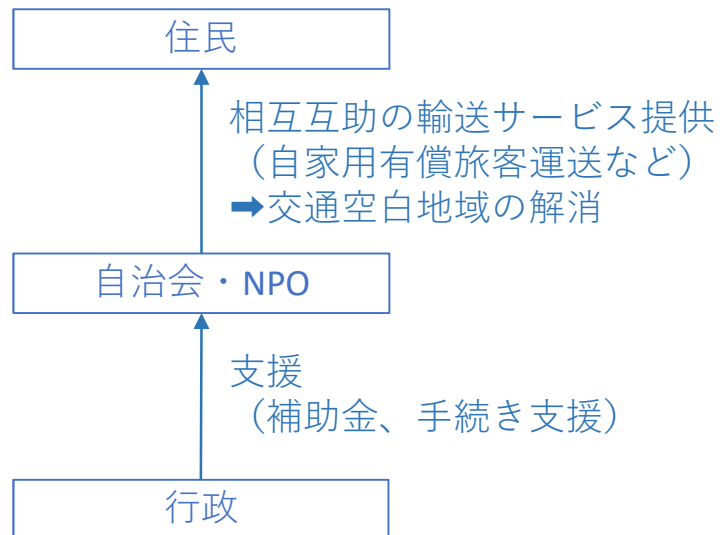 住民
相互互助の輸送サービス提供
（自家用有償旅客運送など）
➡交通空白地域の解消
自治会・NPO
支援
（補助金、手続き支援）
行政